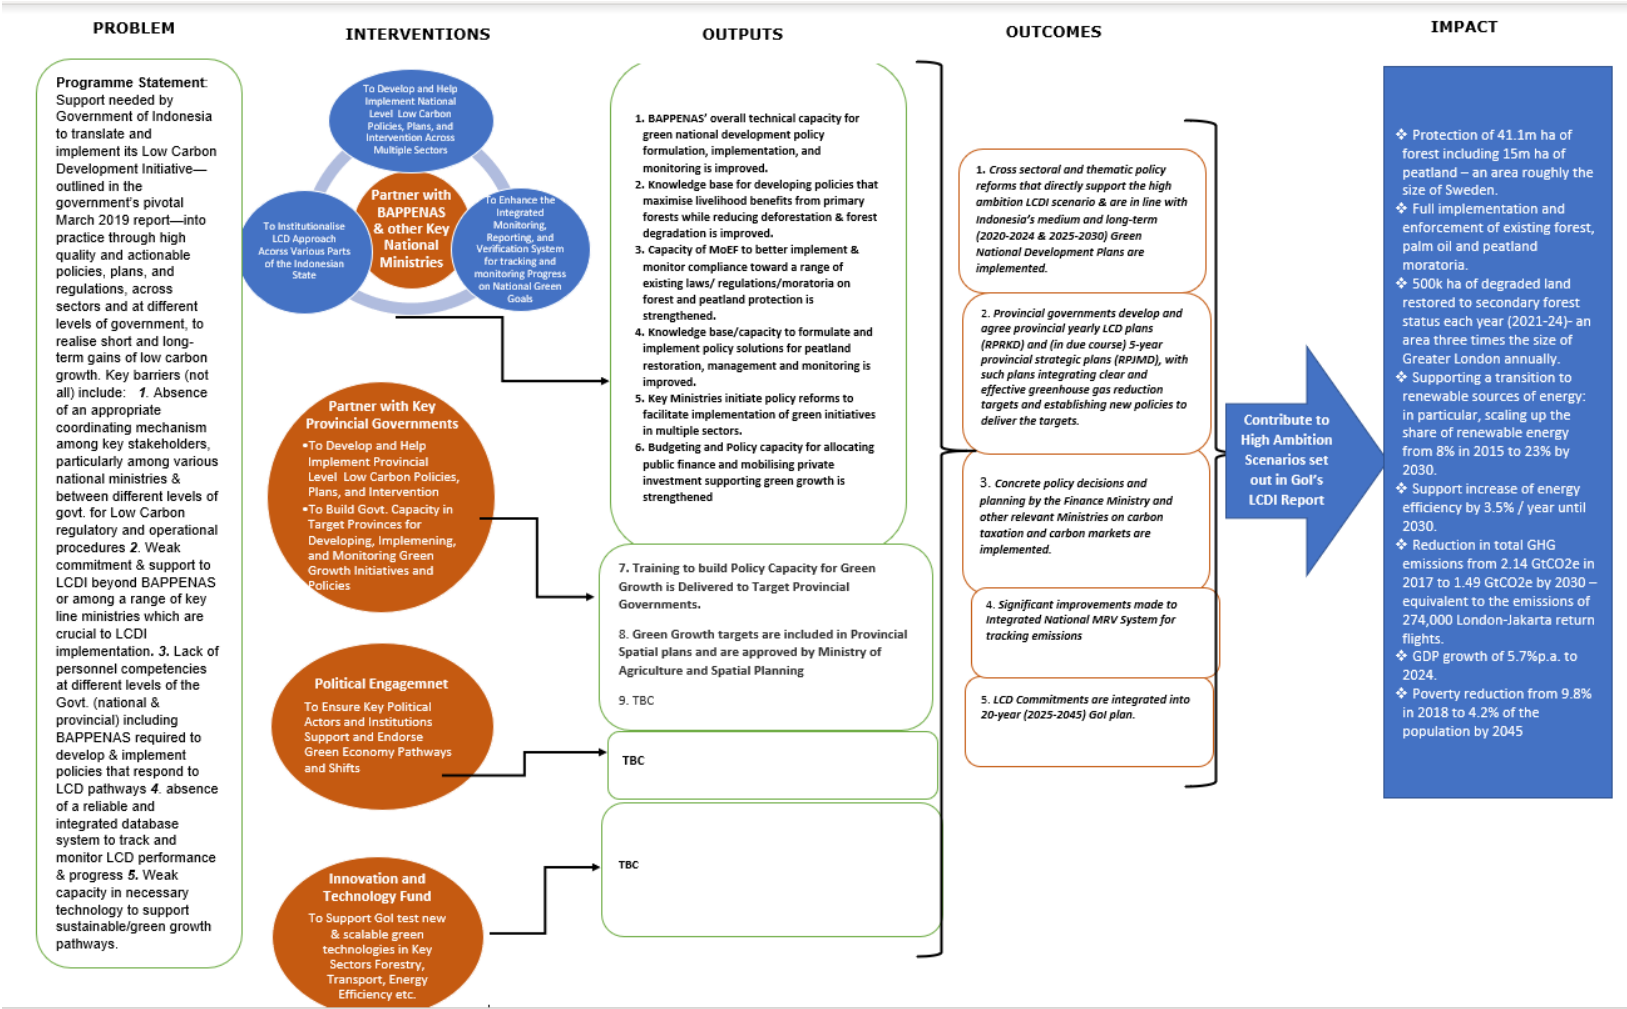 PROBLEM
INTERVENTIONS
OUTPUTS
OUTCOMES
IMPACT
Programme Statement:
Support needed by
Government of Indonesia
to translate and
implement its Low Carbon
Development Initiative—
outlined in the
government's pivotal
March 2019 report—into
practice through high
quality and actionable
policies, plans, and
regulations, across
sectors and at different
levels of government, to
realise short and long-
term gains of low carbon
growth. Key barriers (not
all) include: 1. Absence
of an appropriate
coordinating mechanism
among key stakeholders,
particularly among various
national ministries &
between different levels of
govt. for Low Carbon
regulatory and operational
procedures 2. Weak
commitment & support to
LCDI beyond BAPPENAS
or among a range of key
line ministries which are
crucial to LCDI
implementation. 3. Lack of
personnel competencies
at different levels of the
Govt. (national &
provincial) including
BAPPENAS required to
develop & implement
policies that respond to
LCD pathways 4. absence
of a reliable and
integrated database
system to track and
monitor LCD performance
& progress 5. Weak
capacity in necessary
technology to support
sustainable/green growth
pathways.
To Develop and Help
Implement National
Level Low Carbon
Policies, Plans, and
Intervention Across
Multiple Sectors
Partner with
BAPPENAS
& other Key
National
Ministries
To Institutionalise
LCD Approach
Acorss Various Parts
of the Indonesian
State
To Enhance the
Integrated
Monitoring,
Reporting, and
Verification System
for tracking and
monitoring Progress
on National Green
Goals
Partner with Key
Provincial Governments
•To Develop and Help
Implement Provincial
Level Low Carbon Policies,
Plans, and Intervention
•To Build Govt. Capacity in
Target Provinces for
Developing, Implemening,
and Monitoring Green
Growth Initiatives and
Policies
Political Engagemnet
To Ensure Key Political
Actors and Institutions
Support and Endorse
Green Economy Pathways
and Shifts
Innovation and
Technology Fund
To Support GoI test new
& scalable green
technologies in Key
Sectors Forestry,
Transport, Energy
Efficiency etc.
1. BAPPENAS' overall technical capacity for
green national development policy
formulation, implementation, and
monitoring is improved.
2. Knowledge base for developing policies that
maximise livelihood benefits from primary
forests while reducing deforestation & forest
degradation is improved.
3. Capacity of MoEF to better implement &
monitor compliance toward a range of
existing laws/ regulations/moratoria on
forest and peatland protection is
strengthened.
4. Knowledge base/capacity to formulate and
implement policy solutions for peatland
restoration, management and monitoring is
improved.
5. Key Ministries initiate policy reforms to
facilitate implementation of green initiatives
in multiple sectors.
6. Budgeting and Policy capacity for allocating
public finance and mobilising private
investment supporting green growth is
strengthened
7. Training to build Policy Capacity for Green
Growth is Delivered to Target Provincial
Governments.
8. Green Growth targets are included in Provincial
Spatial plans and are approved by Ministry of
Agriculture and Spatial Planning
9. TBC
TBC
TBC
1. Cross sectoral and thematic policy
reforms that directly support the high
ambition LCDI scenario & are in line with
Indonesia's medium and long-term
(2020-2024 & 2025-2030) Green
National Development Plans are
implemented.
2. Provincial governments develop and
agree provincial yearly LCD plans
(RPRKD) and (in due course) 5-year
provincial strategic plans (RPJMD), with
such plans integrating clear and
effective greenhouse gas reduction
targets and establishing new policies to
deliver the targets.
3. Concrete policy decisions and
planning by the Finance Ministry and
other relevant Ministries on carbon
taxation and carbon markets are
implemented.
4. Significant improvements made to
Integrated National MRV System for
tracking emissions
5. LCD Commitments are integrated into
20-year (2025-2045) GoI plan.
Contribute to
High Ambition
Scenarios set
out in GoI's
LCDI Report
❖ Protection of 41.1m ha of
forest including 15m ha of
peatland – an area roughly the
size of Sweden.
❖ Full implementation and
enforcement of existing forest,
palm oil and peatland
moratoria.
❖ 500k ha of degraded land
restored to secondary forest
status each year (2021-24)- an
area three times the size of
Greater London annually.
❖ Supporting a transition to
renewable sources of energy:
in particular, scaling up the
share of renewable energy
from 8% in 2015 to 23% by
2030.
❖ Support increase of energy
efficiency by 3.5% / year until
2030.
❖ Reduction in total GHG
emissions from 2.14 GtCO2e in
2017 to 1.49 GtCO2e by 2030 –
equivalent to the emissions of
274,000 London-Jakarta return
flights.
❖ GDP growth of 5.7%p.a. to
2024.
❖ Poverty reduction from 9.8%
in 2018 to 4.2% of the
population by 2045